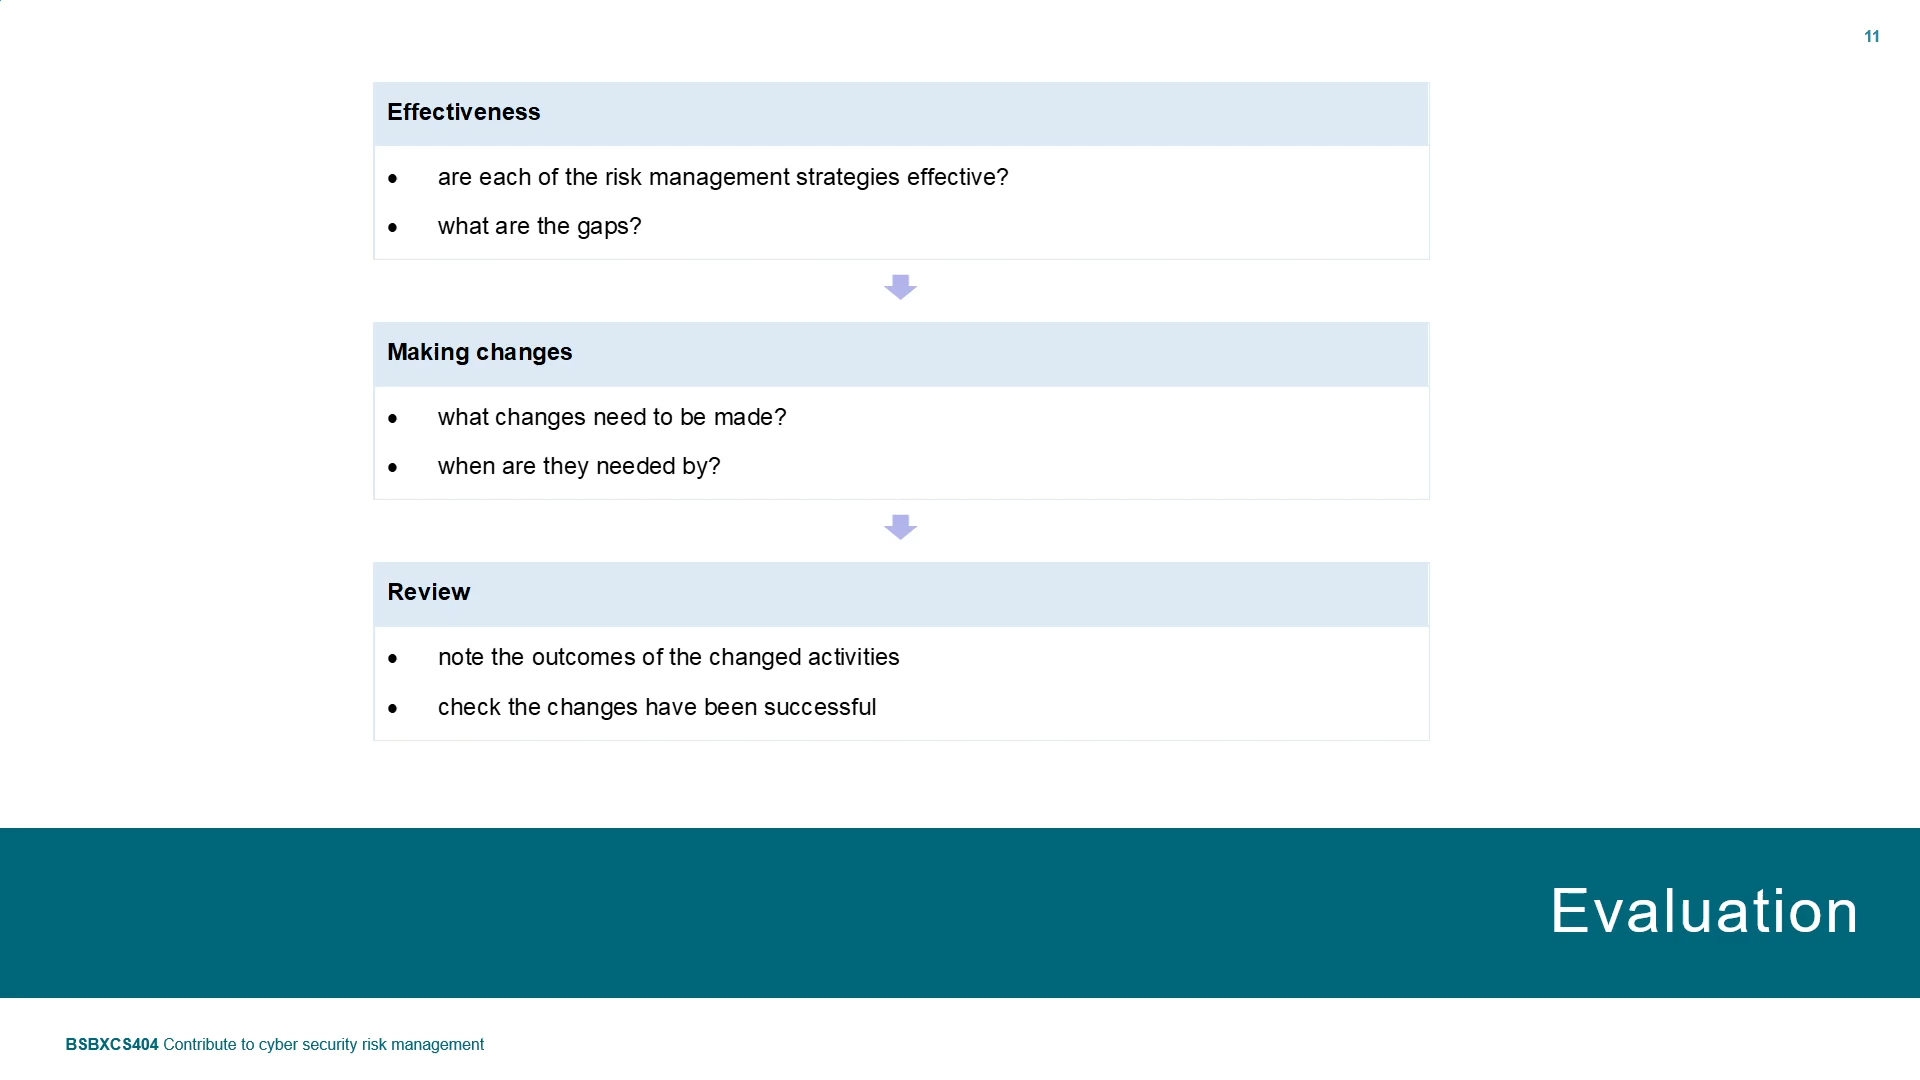 11
Effectiveness
• are each of the risk management strategies effective?
• what are the gaps?
Making changes
• what changes need to be made?
• when are they needed by?
Review
• note the outcomes of the changed activities
• check the changes have been successful
Evaluation
BSBXCS404 Contribute to cyber security risk management